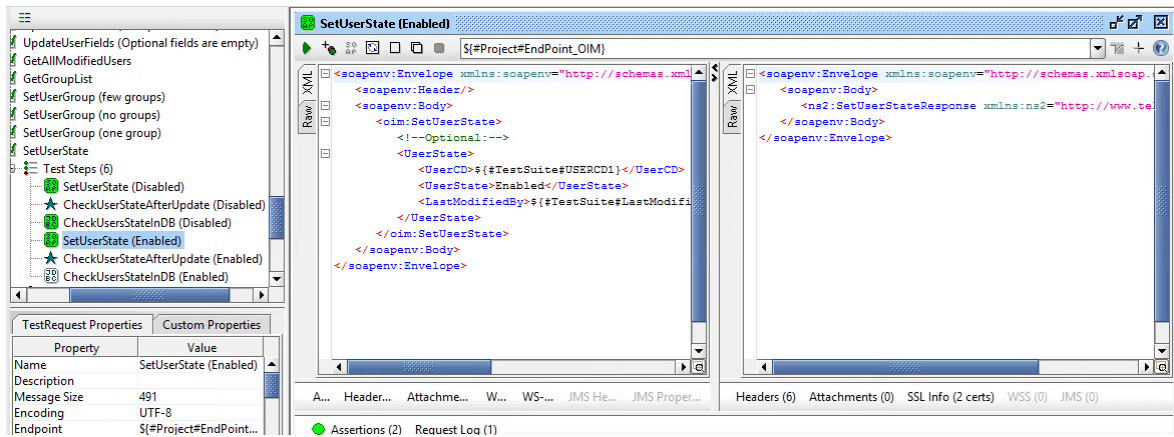 UpdateUserFields (Optional fields are empty)
GetAllModifiedUsers
GetGroupList
SetUserGroup (few groups)
SetUserGroup (no groups)
SetUserGroup (one group)
SetUserState
Test Steps (6)
SetUserState (Disabled)
CheckUserStateAfterUpdate (Disabled)
CheckUsersStateInDB (Disabled)
SetUserState (Enabled)
CheckUserStateAfterUpdate (Enabled)
CheckUsersStateInDB (Enabled)
TestRequest Properties Custom Properties
Property Value
Name SetUserState (Enabled)
Description
Message Size 491
Encoding UTF-8
Endpoint ${#Project#EndPoint...
SetUserState (Enabled)
${#Project#EndPoint_OIM}
XML
Raw
<soapenv:Envelope xmlns:soapenv="http://schemas.xml
<soapenv:Header/>
<soapenv:Body>
<oim:SetUserState>
<!--Optional:-->
<UserState>
<UserCD>${#TestSuite#USERCD1}</UserCD>
<UserState>Enabled</UserState>
<LastModifiedBy>${#TestSuite#LastModifi
</UserState>
</oim:SetUserState>
</soapenv:Body>
</soapenv:Envelope>
A... Header... Attachme... W... WS-... JMS He... JMS Proper...
XML
Raw
<soapenv:Envelope xmlns:soapenv="http://schemas.xmlsoap.
<soapenv:Body>
<ns2:SetUserStateResponse xmlns:ns2="http://www.te
</soapenv:Body>
</soapenv:Envelope>
Headers (6) Attachments (0) SSL Info (2 certs) WSS (0) JMS (0)
Assertions (2) Request Log (1)